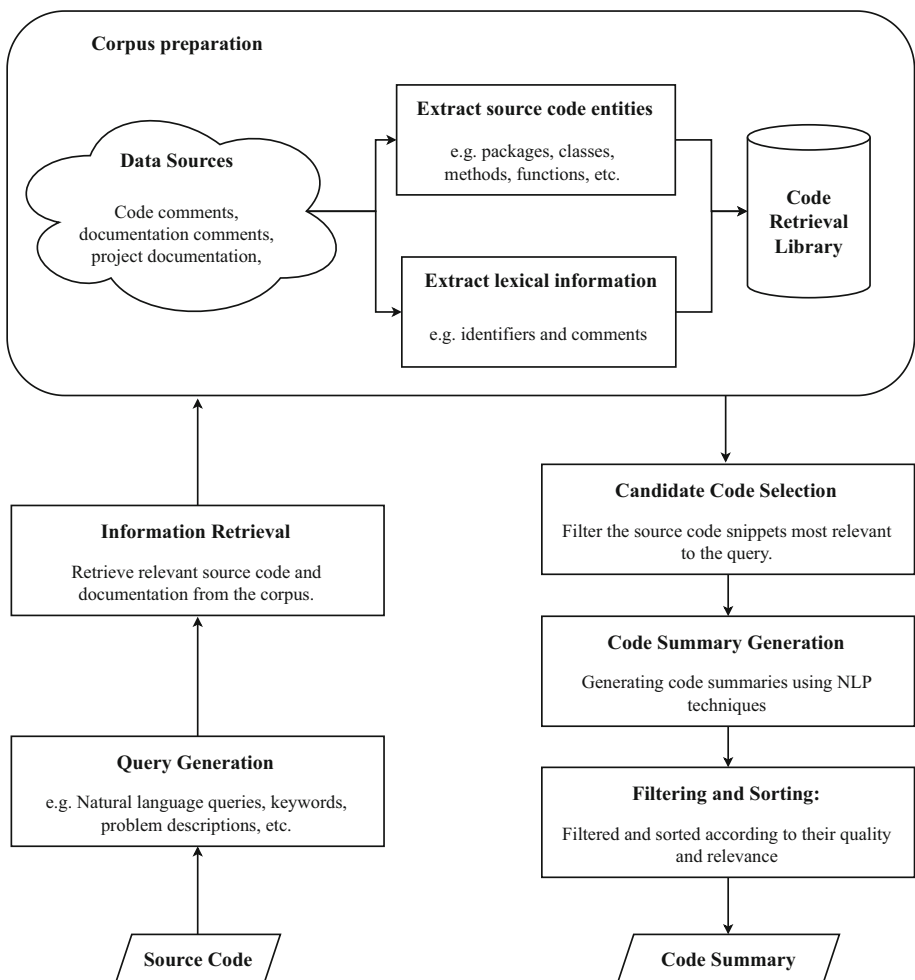 Corpus preparation
Data Sources
Code comments,
documentation comments,
project documentation,
Extract source code entities
e.g. packages, classes,
methods, functions, etc.
Extract lexical information
e.g. identifiers and comments
Code
Retrieval
Library
Information Retrieval
Retrieve relevant source code and
documentation from the corpus.
Query Generation
e.g. Natural language queries, keywords,
problem descriptions, etc.
Source Code
Candidate Code Selection
Filter the source code snippets most relevant
to the query.
Code Summary Generation
Generating code summaries using NLP
techniques
Filtering and Sorting:
Filtered and sorted according to their quality
and relevance
Code Summary